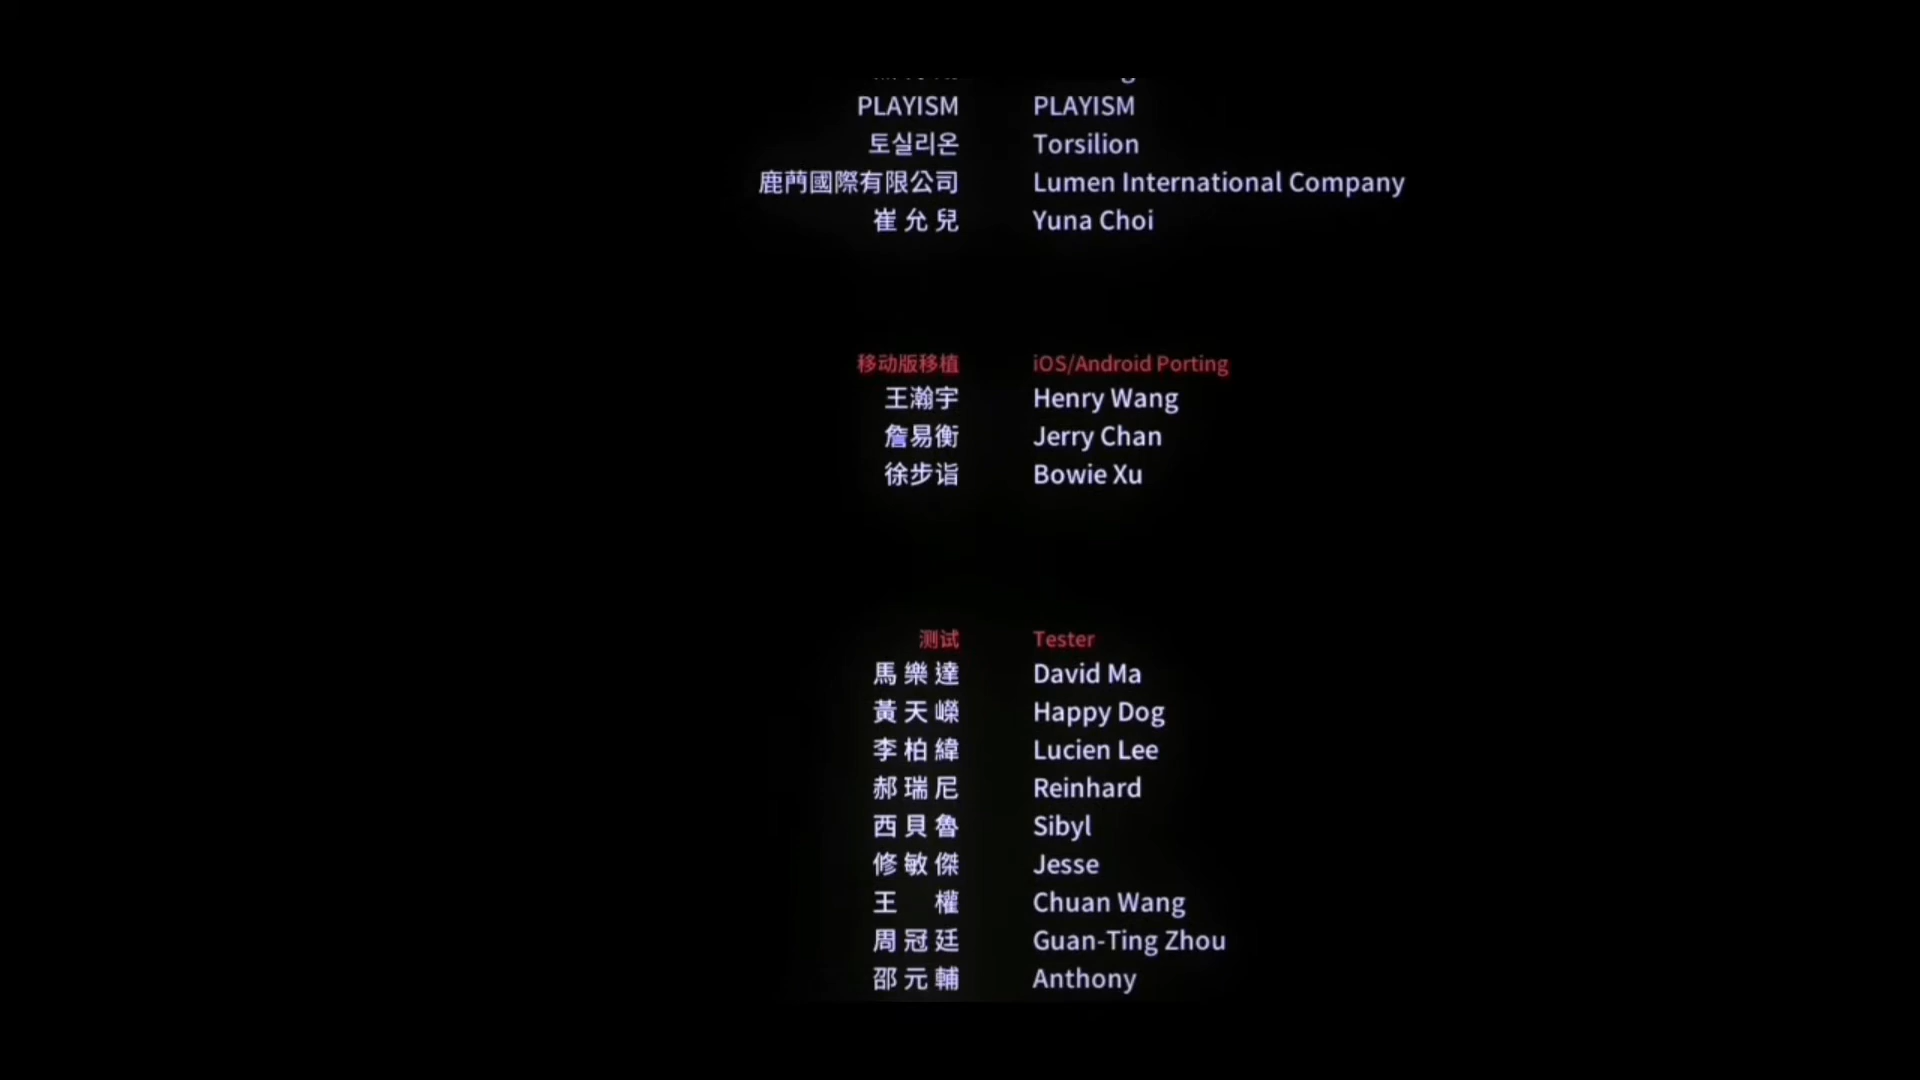 PLAYISM PLAYISM
토실리온 Torsilion
鹿菛國際有限公司 Lumen International Company
崔允兒 Yuna Choi
移动版移植 iOS/Android Porting
王瀚宇 Henry Wang
詹易衡 Jerry Chan
徐步诣 Bowie Xu
测试 Tester
馬樂達 David Ma
黃天嶸 Happy Dog
李柏緯 Lucien Lee
郝瑞尼 Reinhard
西貝魯 Sibyl
修敏傑 Jesse
王權 Chuan Wang
周冠廷 Guan-Ting Zhou
邵元輔 Anthony